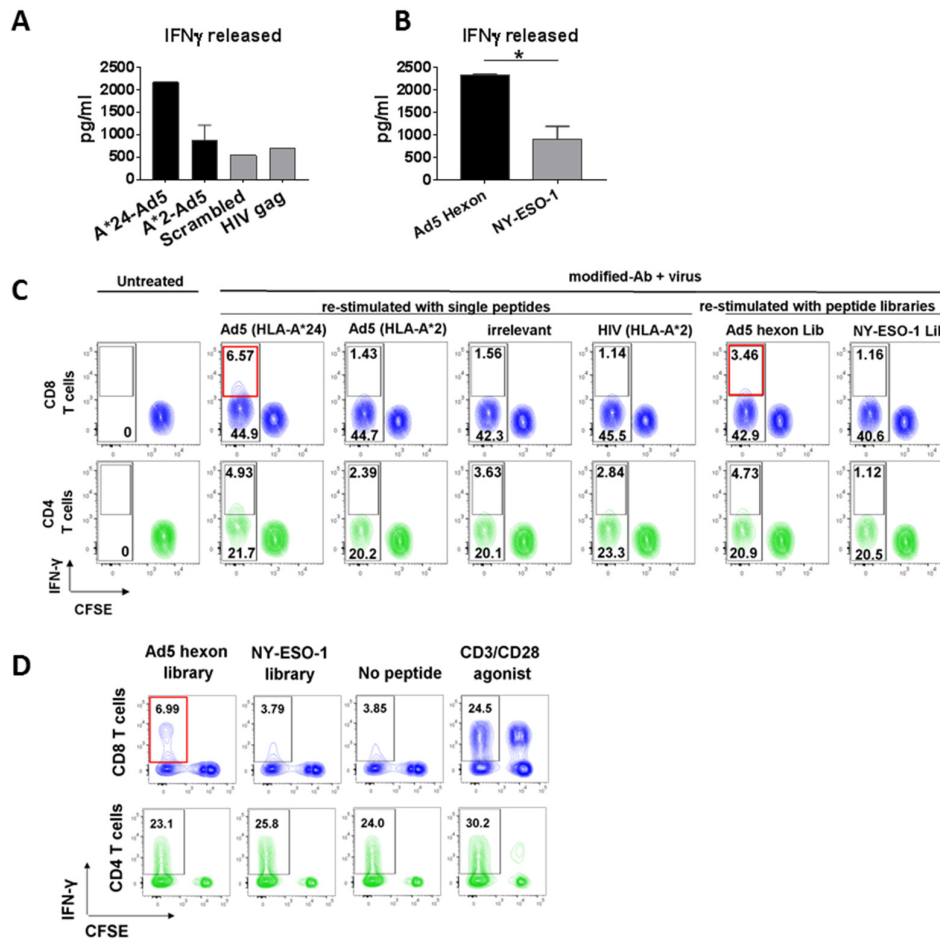 A
IFNγ released
pg/ml
2500
2000
1500
1000
500
0
A*24-Ad5
A*2-Ad5
Scrambled
HIV gag
B
IFNγ released
*
pg/ml
2500
2000
1500
1000
500
0
Ad5 Hexon
NY-ESO-1
C
Untreated
modified-Ab + virus
re-stimulated with single peptides
re-stimulated with peptide libraries
Ad5 (HLA-A*24)
Ad5 (HLA-A*2)
irrelevant
HIV (HLA-A*2)
Ad5 hexon Lib
NY-ESO-1 Li
CD8
T cells
0
6.57
44.9
1.43
44.7
1.56
42.3
1.14
45.5
3.46
42.9
1.16
40.6
CD4
T cells
0
4.93
21.7
2.39
20.2
3.63
20.1
2.84
23.3
4.73
20.9
1.12
20.5
IFN-γ
CFSE
D
Ad5 hexon
library
NY-ESO-1
library
No peptide
CD3/CD28
agonist
CD8 T cells
6.99
3.79
3.85
24.5
CD4 T cells
23.1
25.8
24.0
30.2
IFN-γ
CFSE